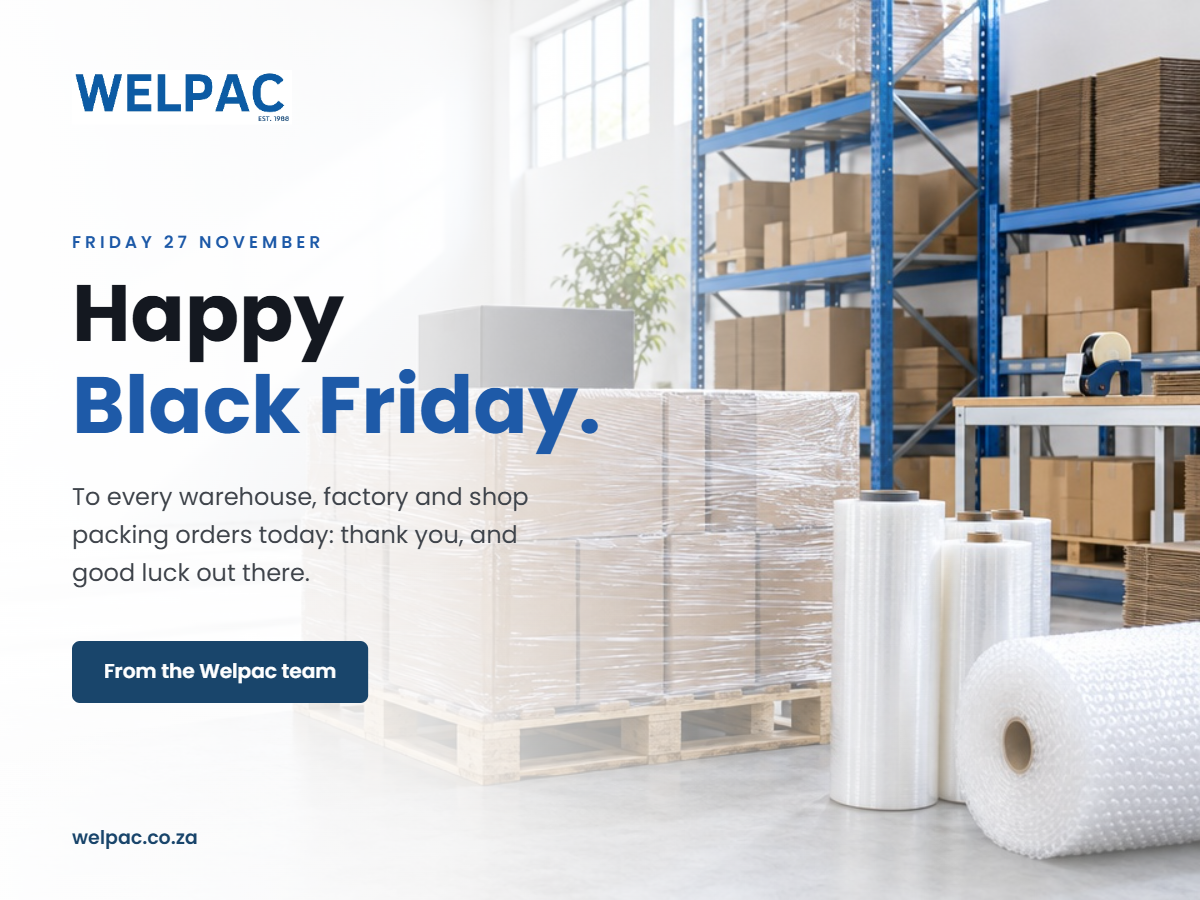 WELPAC
EST. 1988
FRIDAY 27 NOVEMBER
Happy
Black Friday.
To every warehouse, factory and shop
packing orders today: thank you, and
good luck out there.
From the Welpac team
welpac.co.za